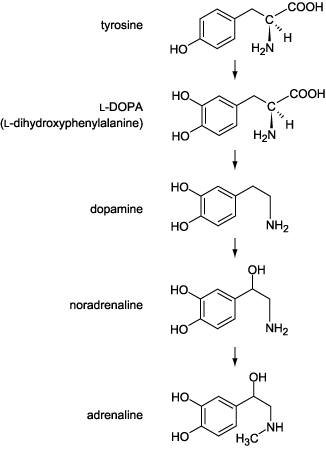 tyrosine
COOH
C
H
HO
H₂N
L-DOPA
(L-dihydroxyphenylalanine)
HO
COOH
C
H
HO
H₂N
dopamine
HO
HO
NH₂
noradrenaline
OH
HO
HO
NH₂
adrenaline
OH
HO
HO
NH
H₃C